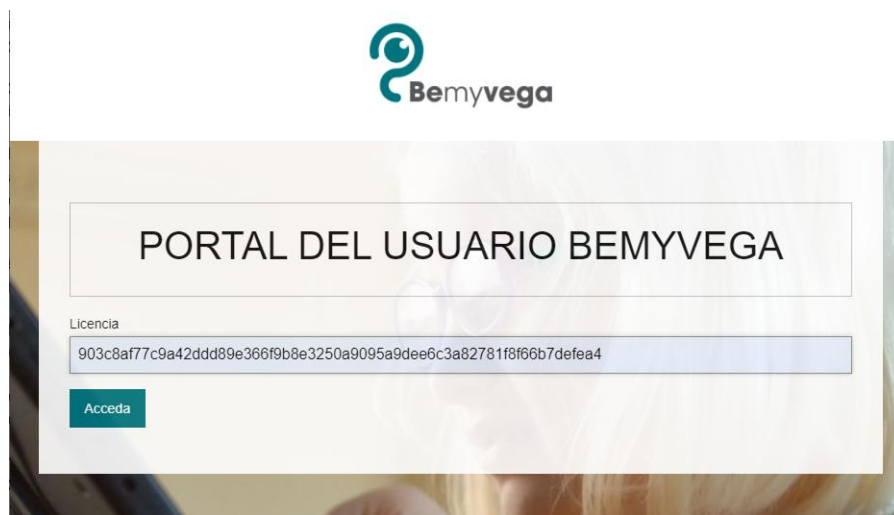 Bemyvega
PORTAL DEL USUARIO BEMYVEGA
Licencia
903c8af77c9a42ddd89e366f9b8e3250a9095a9dee6c3a82781f8f66b7defea4
Acceda